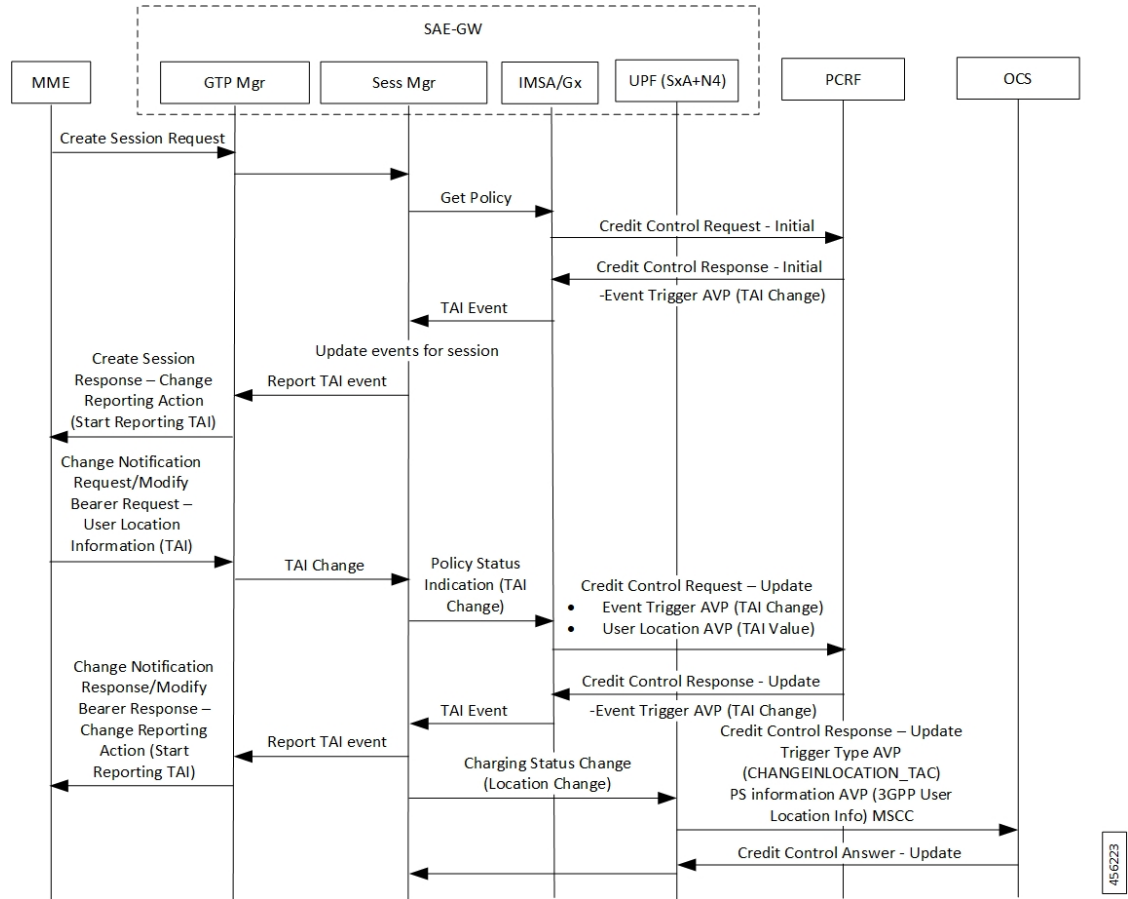 SAE-GW
MME
GTP Mgr
Sess Mgr
IMSA/Gx
UPF (SxA+N4)
PCRF
OCS
Create Session Request
Get Policy
Credit Control Request - Initial
Credit Control Response - Initial
-Event Trigger AVP (TAI Change)
TAI Event
Update events for session
Create Session
Response – Change
Reporting Action
(Start Reporting TAI)
Report TAI event
Change Notification
Request/Modify
Bearer Request –
User Location
Information (TAI)
TAI Change
Policy Status
Indication (TAI
Change)
Credit Control Request – Update
• Event Trigger AVP (TAI Change)
• User Location AVP (TAI Value)
Change Notification
Response/Modify
Bearer Response –
Change Reporting
Action (Start
Reporting TAI)
Credit Control Response - Update
-Event Trigger AVP (TAI Change)
TAI Event
Report TAI event
Charging Status Change
(Location Change)
Credit Control Response – Update
Trigger Type AVP
(CHANGEINLOCATION_TAC)
PS information AVP (3GPP User
Location Info) MSCC
Credit Control Answer - Update
456223